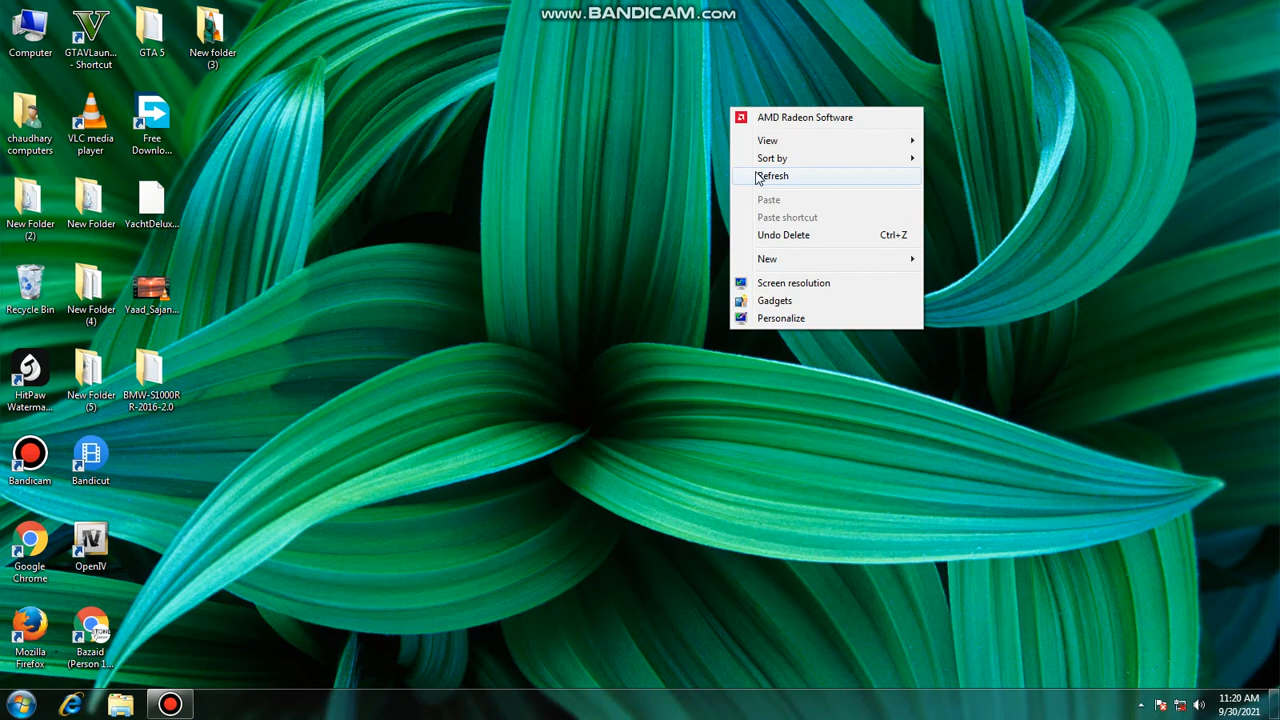 www.BANDICAM.com
Computer
GTAVLaun...
- Shortcut
GTA 5
New folder
(3)
chaudhary
computers
VLC media
player
Free
Downlo...
New Folder
(2)
New Folder
YachtDelux...
Recycle Bin
New Folder
(4)
Yaad_Sajan...
HitPaw
Waterma...
New Folder
(5)
BMW-S1000R
R-2016-2.0
Bandicam
Bandicut
Google
Chrome
OpenIV
Mozilla
Firefox
Bazaid
(Person 1...
AMD Radeon Software
View
Sort by
Refresh
Paste
Paste shortcut
Undo Delete Ctrl+Z
New
Screen resolution
Gadgets
Personalize
11:20 AM
9/30/2021